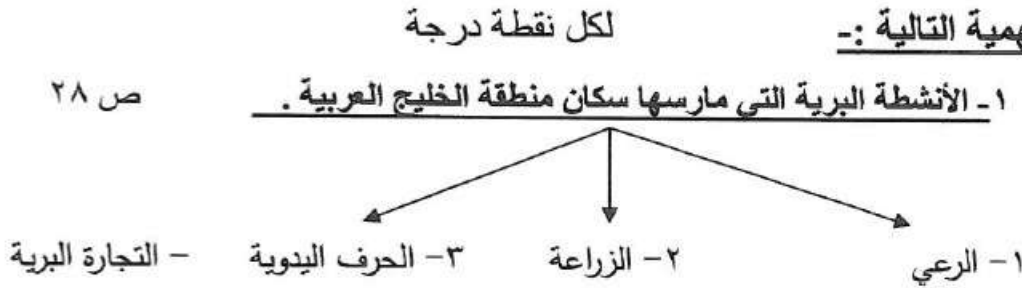 همية التالية :- لكل نقطة درجة
١- الأنشطة البرية التي مارسها سكان منطقة الخليج العربية . ص ٢٨
١- الرعي ٢- الزراعة ٣- الحرف اليدوية - التجارة البرية